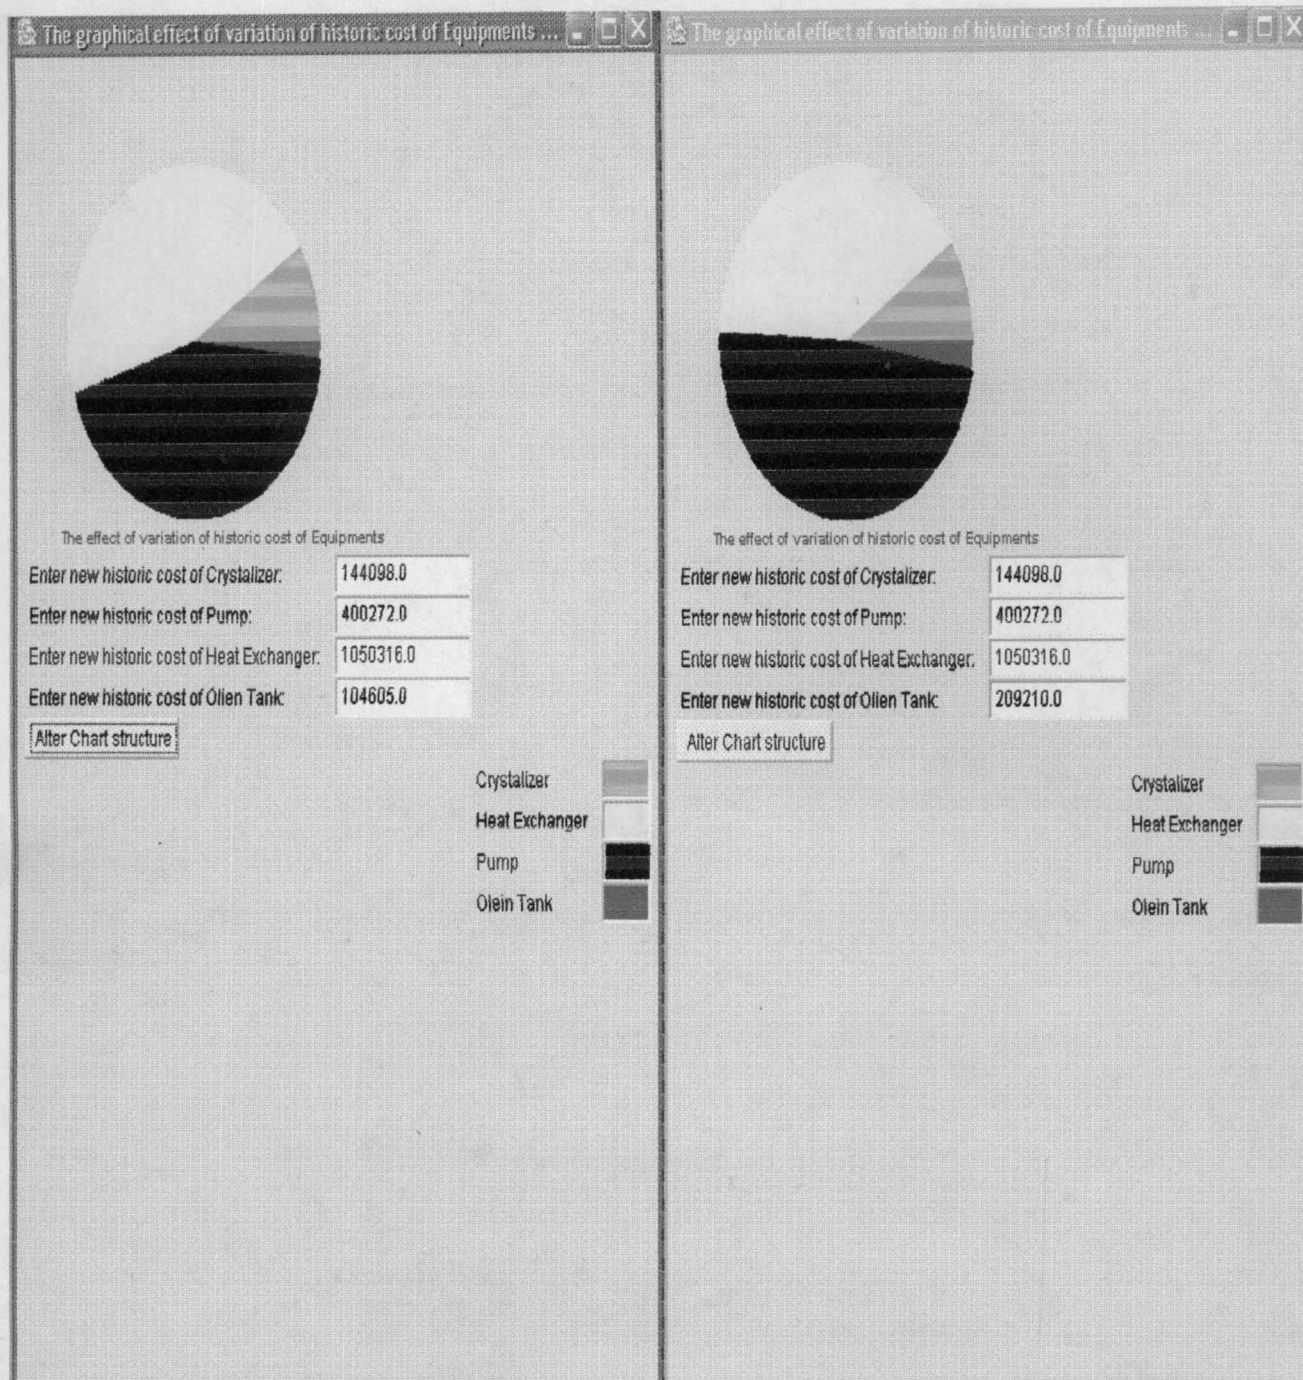 The graphical effect of variation of historic cost of Equipments ...
The effect of variation of historic cost of Equipments
Enter new historic cost of Crystalizer: 144098.0
Enter new historic cost of Pump: 400272.0
Enter new historic cost of Heat Exchanger: 1050316.0
Enter new historic cost of Olien Tank: 104605.0
Alter Chart structure
Crystalizer
Heat Exchanger
Pump
Olein Tank
The graphical effect of variation of historic cost of Equipments ...
The effect of variation of historic cost of Equipments
Enter new historic cost of Crystalizer: 144098.0
Enter new historic cost of Pump: 400272.0
Enter new historic cost of Heat Exchanger: 1050316.0
Enter new historic cost of Olien Tank: 209210.0
Alter Chart structure
Crystalizer
Heat Exchanger
Pump
Olein Tank